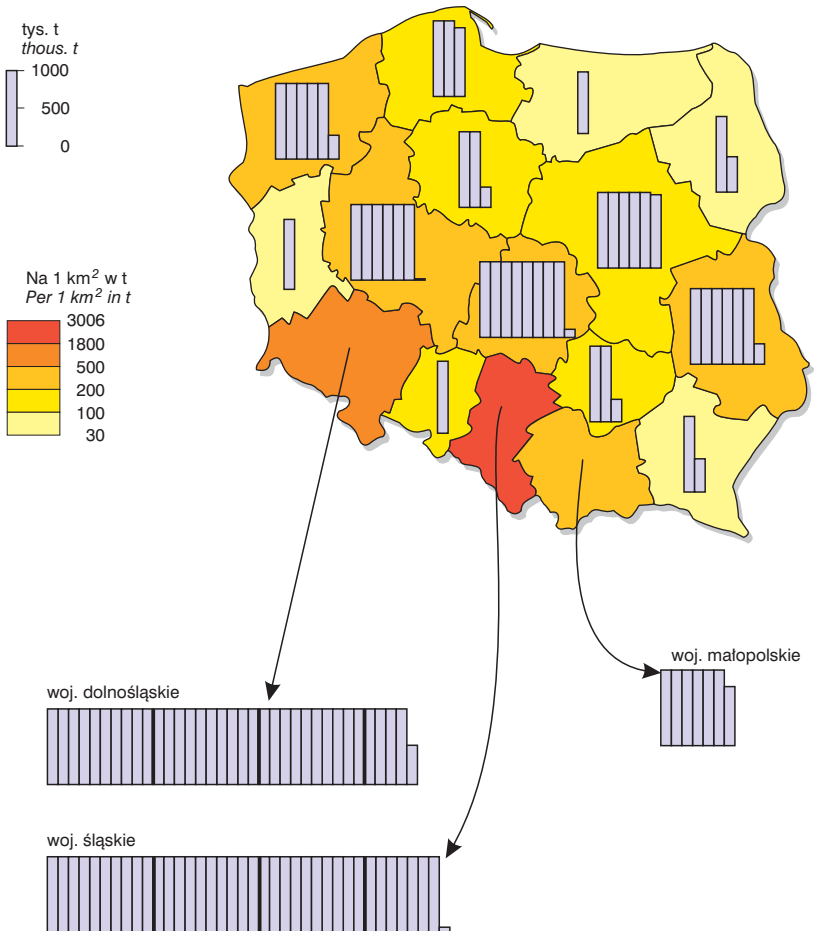 tys. t
thous. t
1000
500
0
Na 1 km² w t
Per 1 km² in t
3006
1800
500
200
100
30
woj. małopolskie
woj. dolnośląskie
woj. śląskie